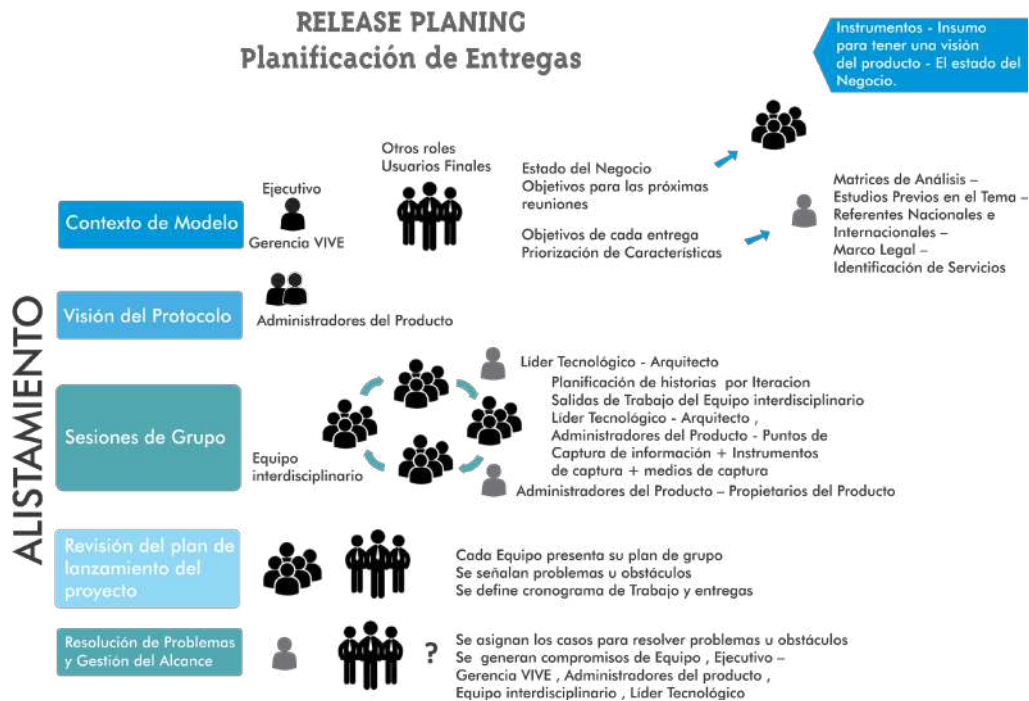 RELEASE PLANING
Planificación de Entregas
Instrumentos - Insumo
para tener una visión
del producto - El estado del
Negocio.
ALISTAMIENTO
Contexto de Modelo
Ejecutivo
Gerencia VIVE
Otros roles
Usuarios Finales
Estado del Negocio
Objetivos para las próximas
reuniones
Objetivos de cada entrega
Priorización de Características
Matrices de Análisis –
Estudios Previos en el Tema –
Referentes Nacionales e
Internacionales –
Marco Legal –
Identificación de Servicios
Visión del Protocolo
Administradores del Producto
Sesiones de Grupo
Equipo
interdisciplinario
Líder Tecnológico - Arquitecto
Planificación de historias por Iteracion
Salidas de Trabajo del Equipo interdisciplinario
Líder Tecnológico - Arquitecto ,
Administradores del Producto - Puntos de
Captura de información + Instrumentos
de captura + medios de captura
Administradores del Producto – Propietarios del Producto
Revisión del plan de
lanzamiento del
proyecto
Cada Equipo presenta su plan de grupo
Se señalan problemas u obstáculos
Se define cronograma de Trabajo y entregas
Resolución de Problemas
y Gestión del Alcance
?
Se asignan los casos para resolver problemas u obstáculos
Se generan compromisos de Equipo , Ejecutivo –
Gerencia VIVE , Administradores del producto ,
Equipo interdisciplinario , Líder Tecnológico